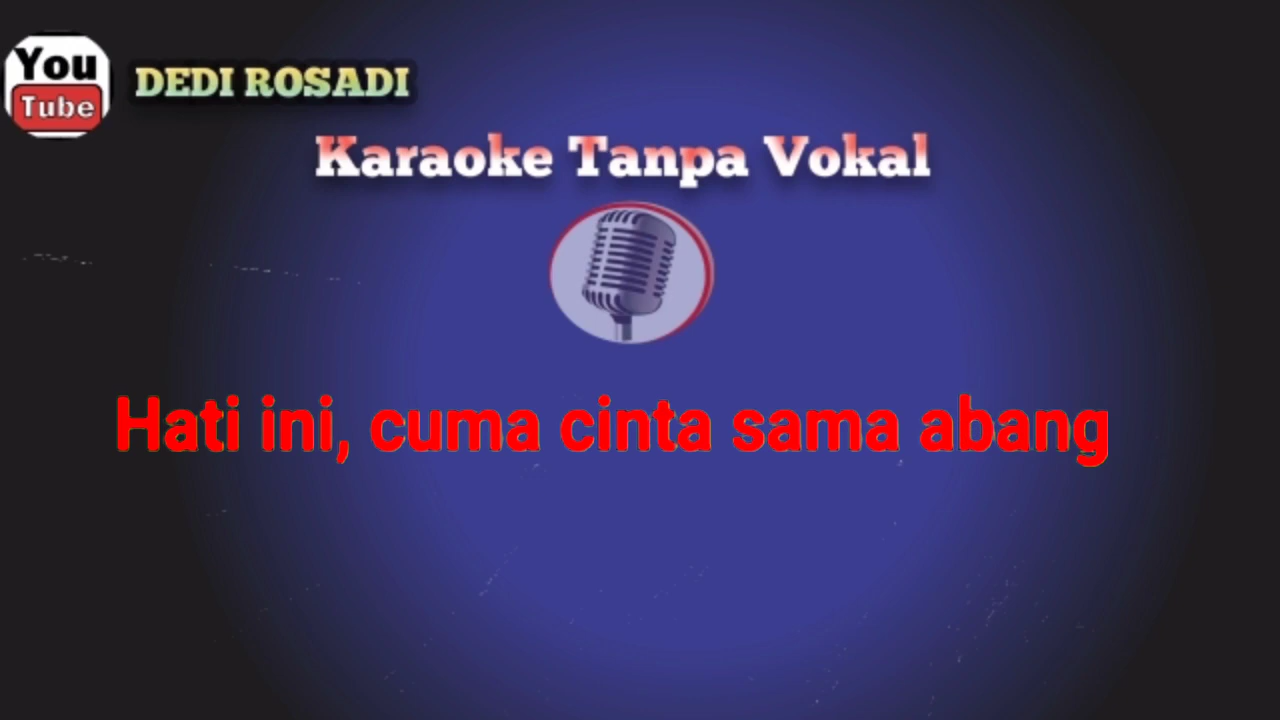 You
Tube
DEDI ROSADI
Karaoke Tanpa Vokal
Hati ini, cuma cinta sama abang